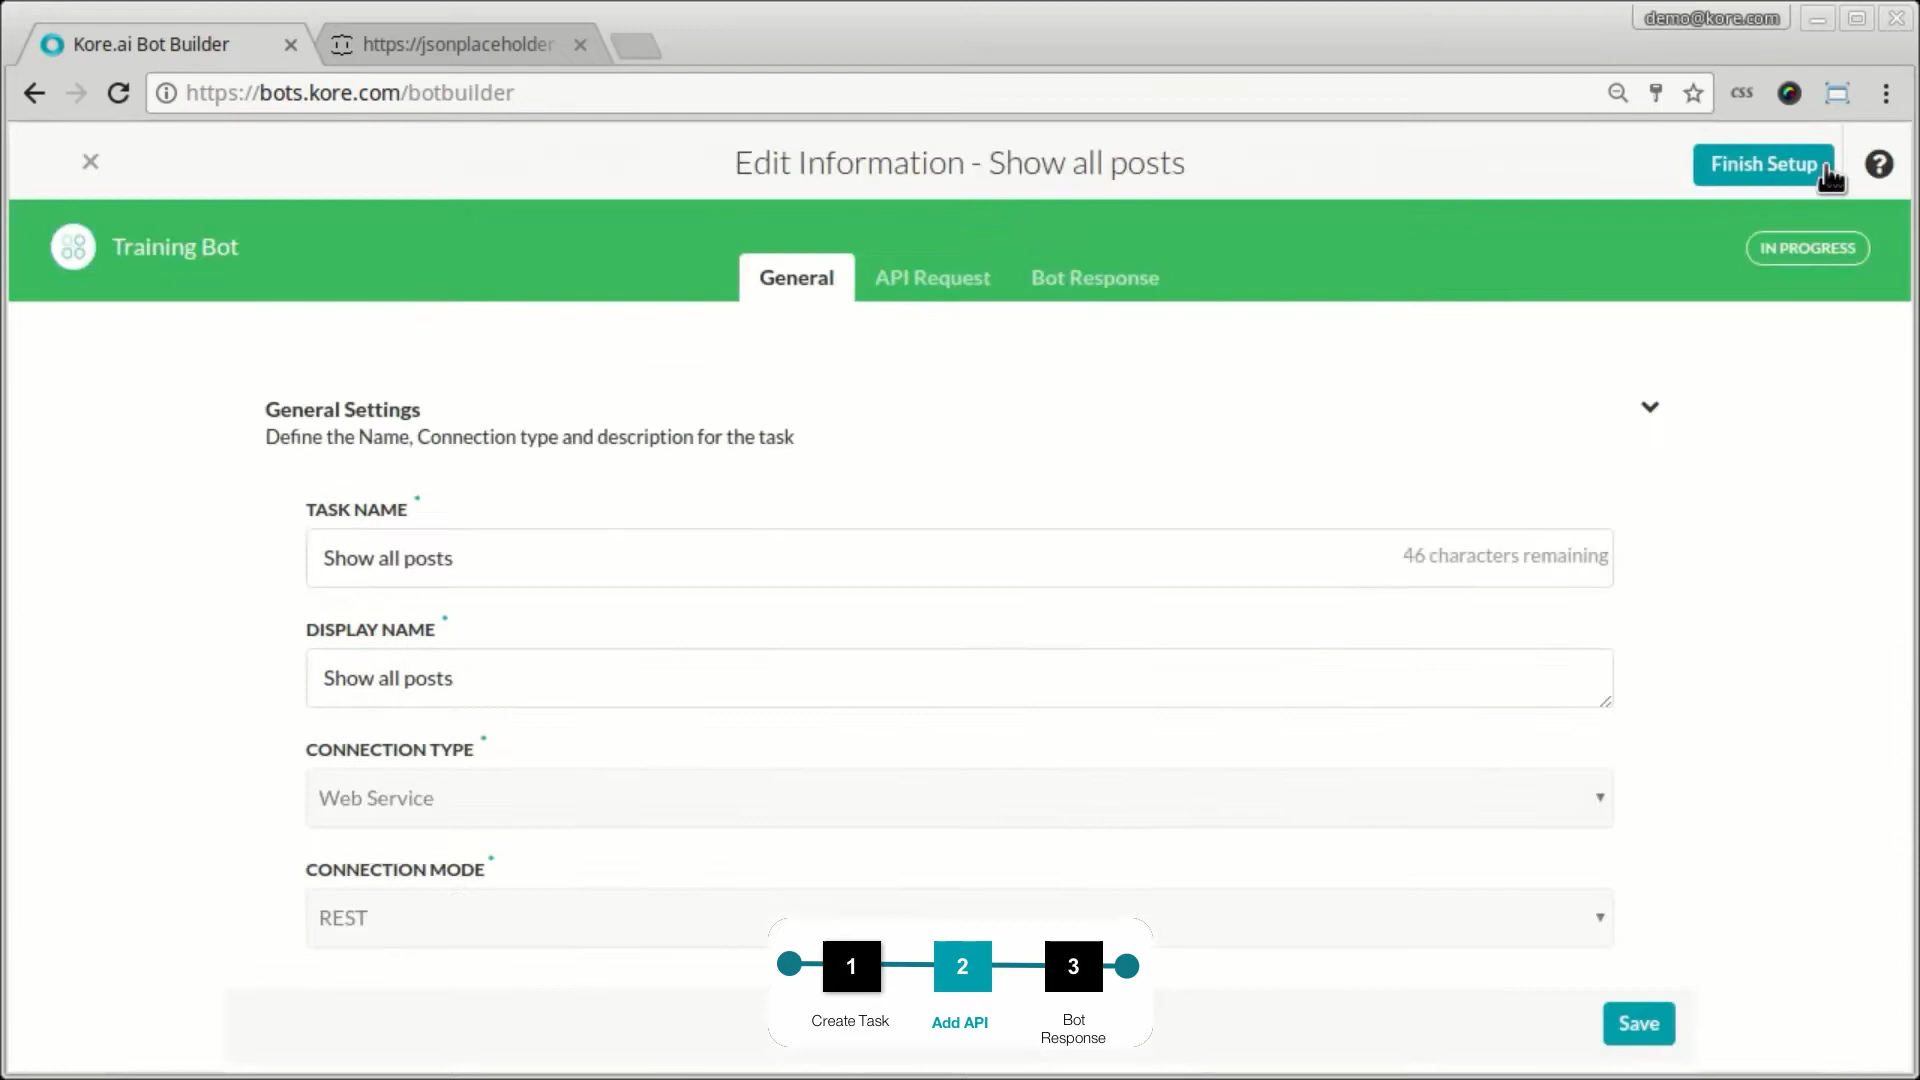 demo@kore.com
Kore.ai Bot Builder
https://jsonplaceholder
https://bots.kore.com/botbuilder
css
Edit Information - Show all posts
Finish Setup
?
Training Bot
IN PROGRESS
General
API Request
Bot Response
General Settings
Define the Name, Connection type and description for the task
TASK NAME *
Show all posts
46 characters remaining
DISPLAY NAME *
Show all posts
CONNECTION TYPE *
Web Service
CONNECTION MODE *
REST
1
2
3
Create Task
Add API
Bot
Response
Save